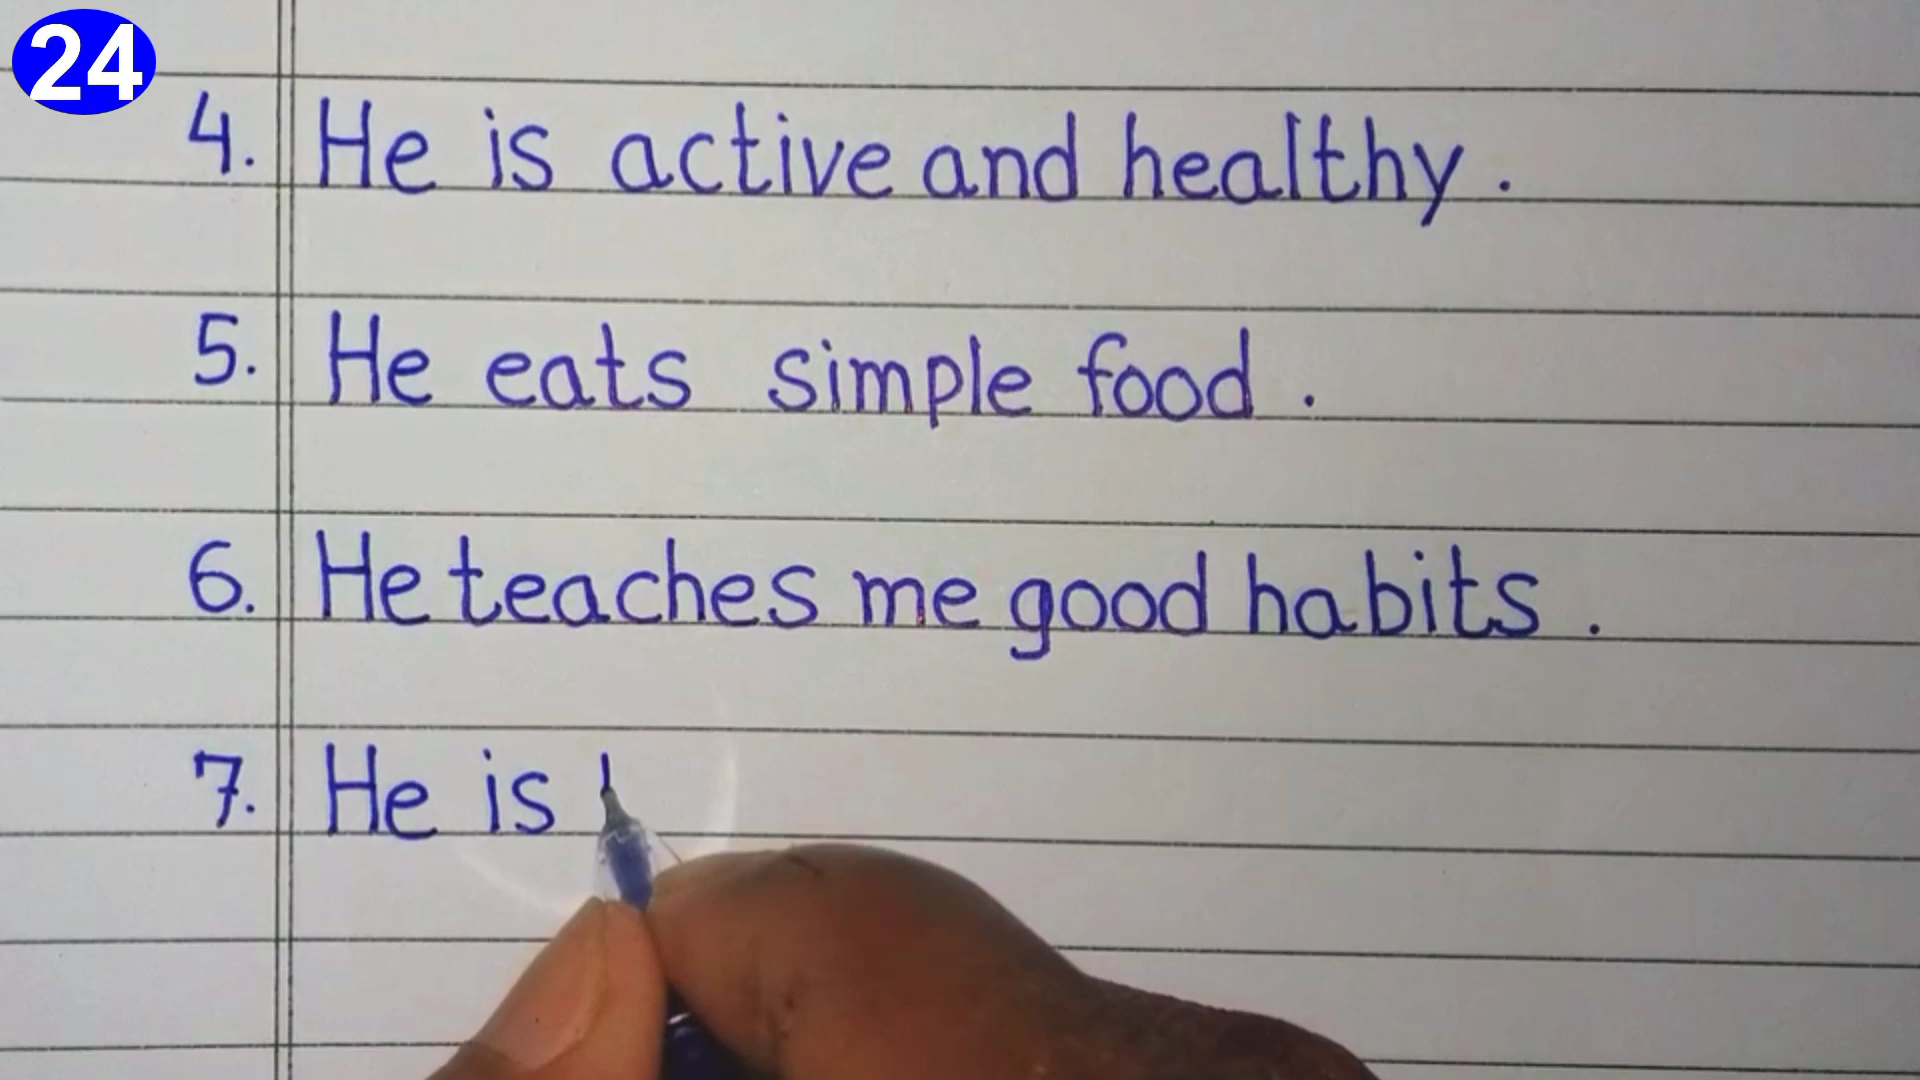 24
4. He is active and healthy.
5. He eats simple food.
6. He teaches me good habits.
7. He is